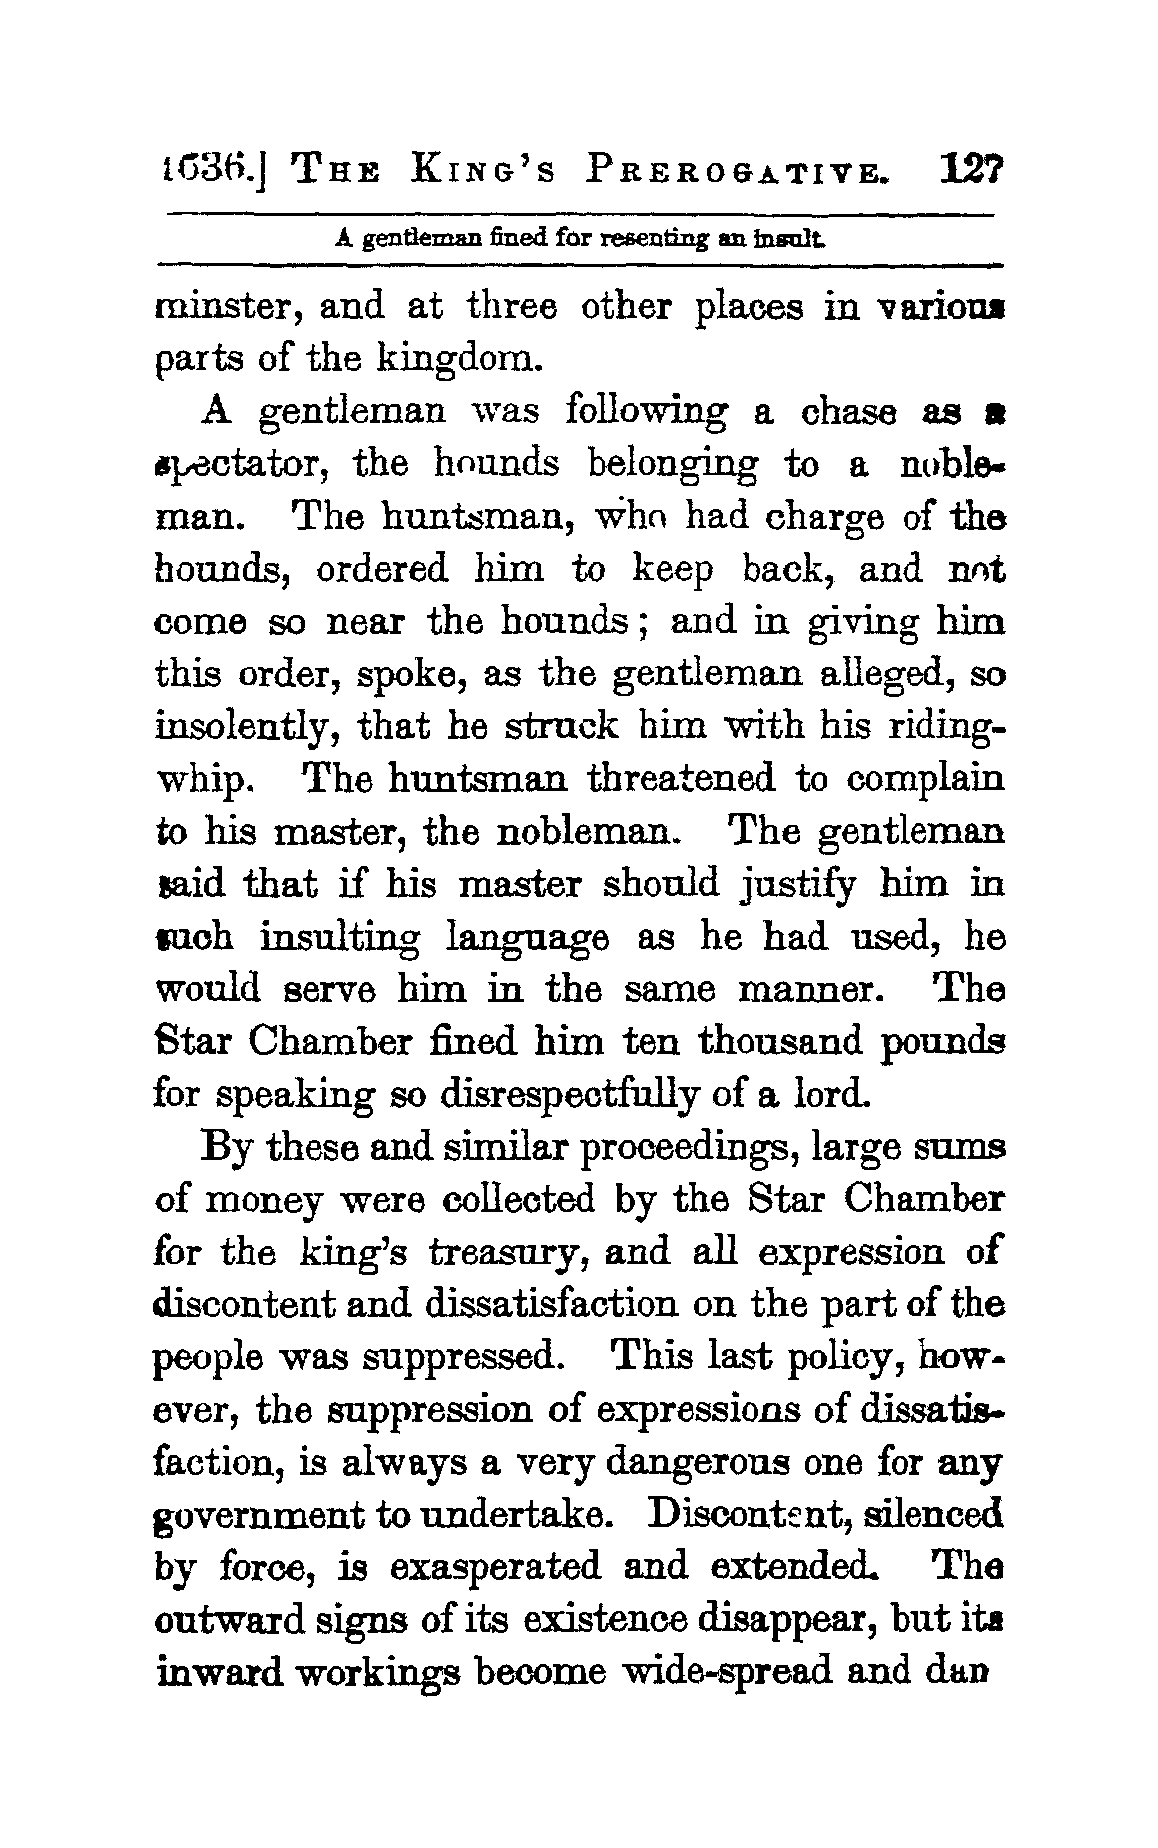 1636.] The King's Prerogative. 127
A gentleman fined for resenting an insult.
minster, and at three other places in various
parts of the kingdom.
A gentleman was following a chase as a
spectator, the hounds belonging to a noble-
man. The huntsman, who had charge of the
hounds, ordered him to keep back, and not
come so near the hounds; and in giving him
this order, spoke, as the gentleman alleged, so
insolently, that he struck him with his riding-
whip. The huntsman threatened to complain
to his master, the nobleman. The gentleman
said that if his master should justify him in
such insulting language as he had used, he
would serve him in the same manner. The
Star Chamber fined him ten thousand pounds
for speaking so disrespectfully of a lord.
By these and similar proceedings, large sums
of money were collected by the Star Chamber
for the king's treasury, and all expression of
discontent and dissatisfaction on the part of the
people was suppressed. This last policy, how-
ever, the suppression of expressions of dissatis-
faction, is always a very dangerous one for any
government to undertake. Discontent, silenced
by force, is exasperated and extended. The
outward signs of its existence disappear, but its
inward workings become wide-spread and dan